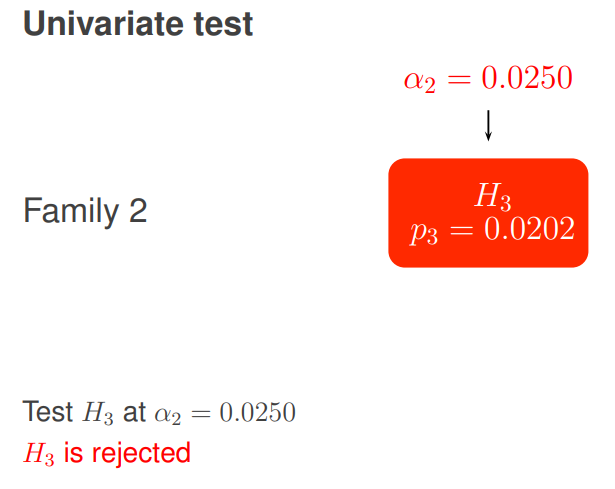 Univariate test
α₂ = 0.0250
Family 2
H₃
p₃ = 0.0202
Test H₃ at α₂ = 0.0250
H₃ is rejected